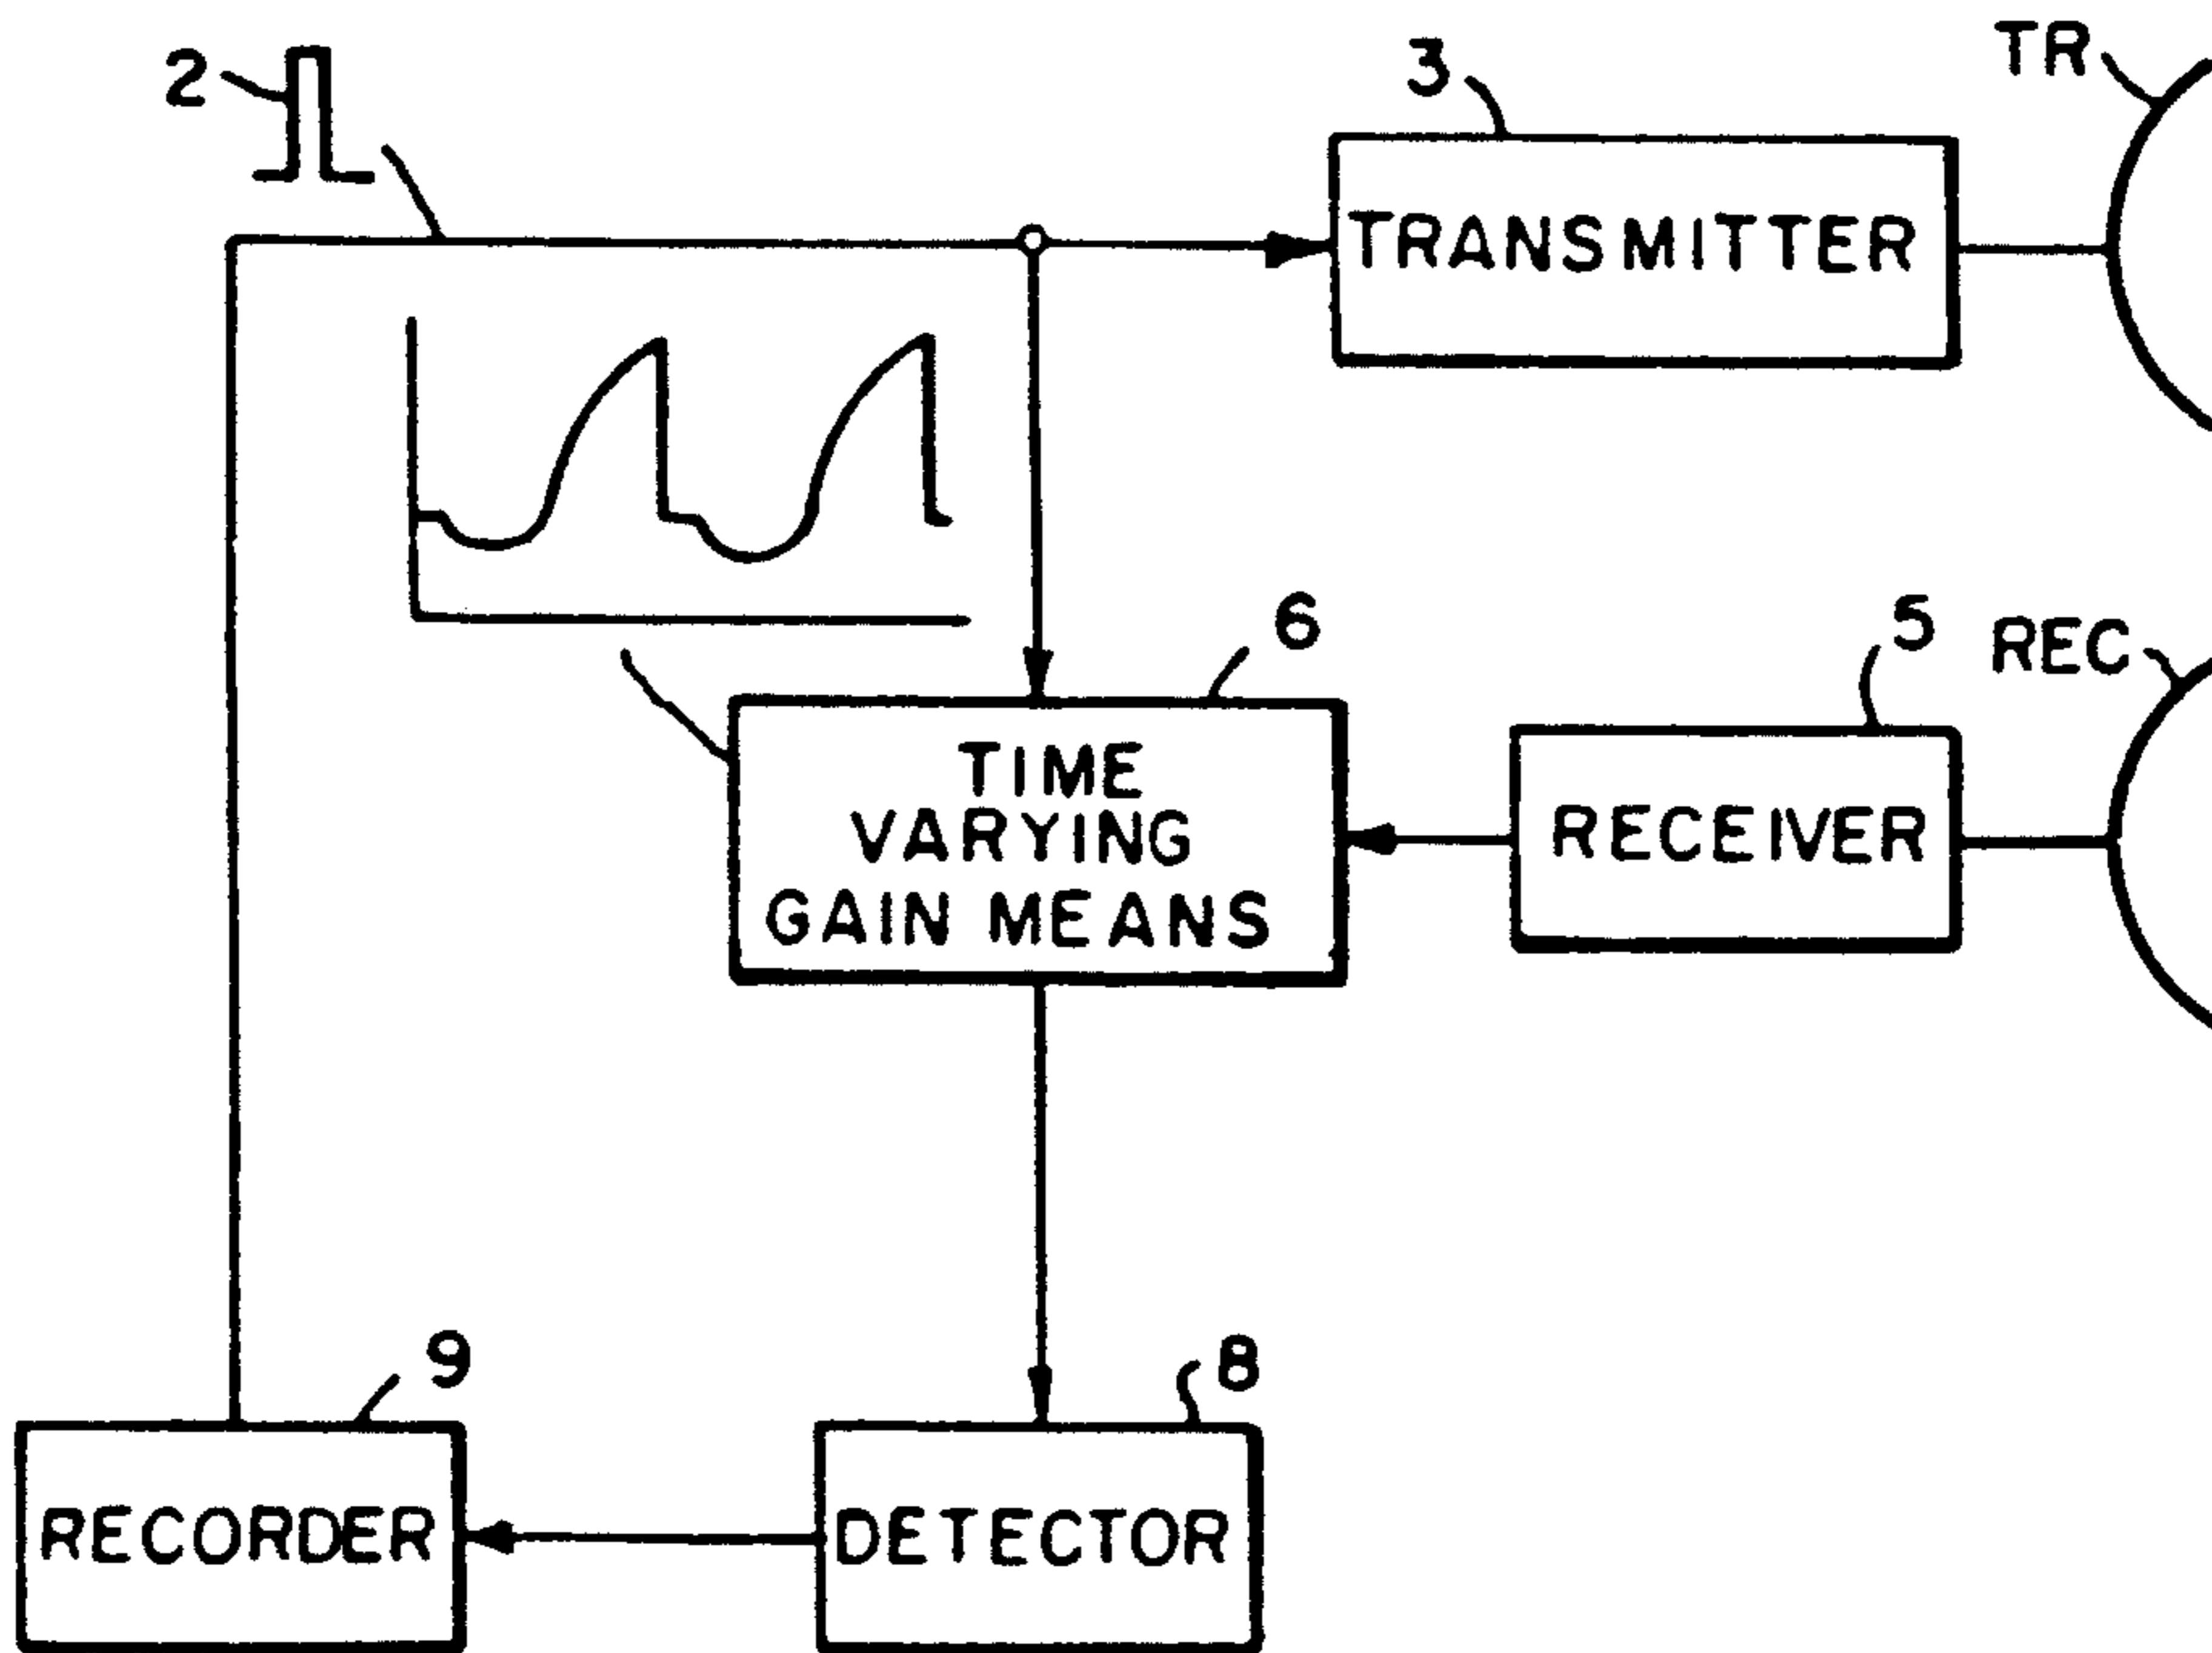 2
3
TR
TRANSMITTER
6
5
REC
TIME
VARYING
GAIN MEANS
RECEIVER
9
8
RECORDER
DETECTOR